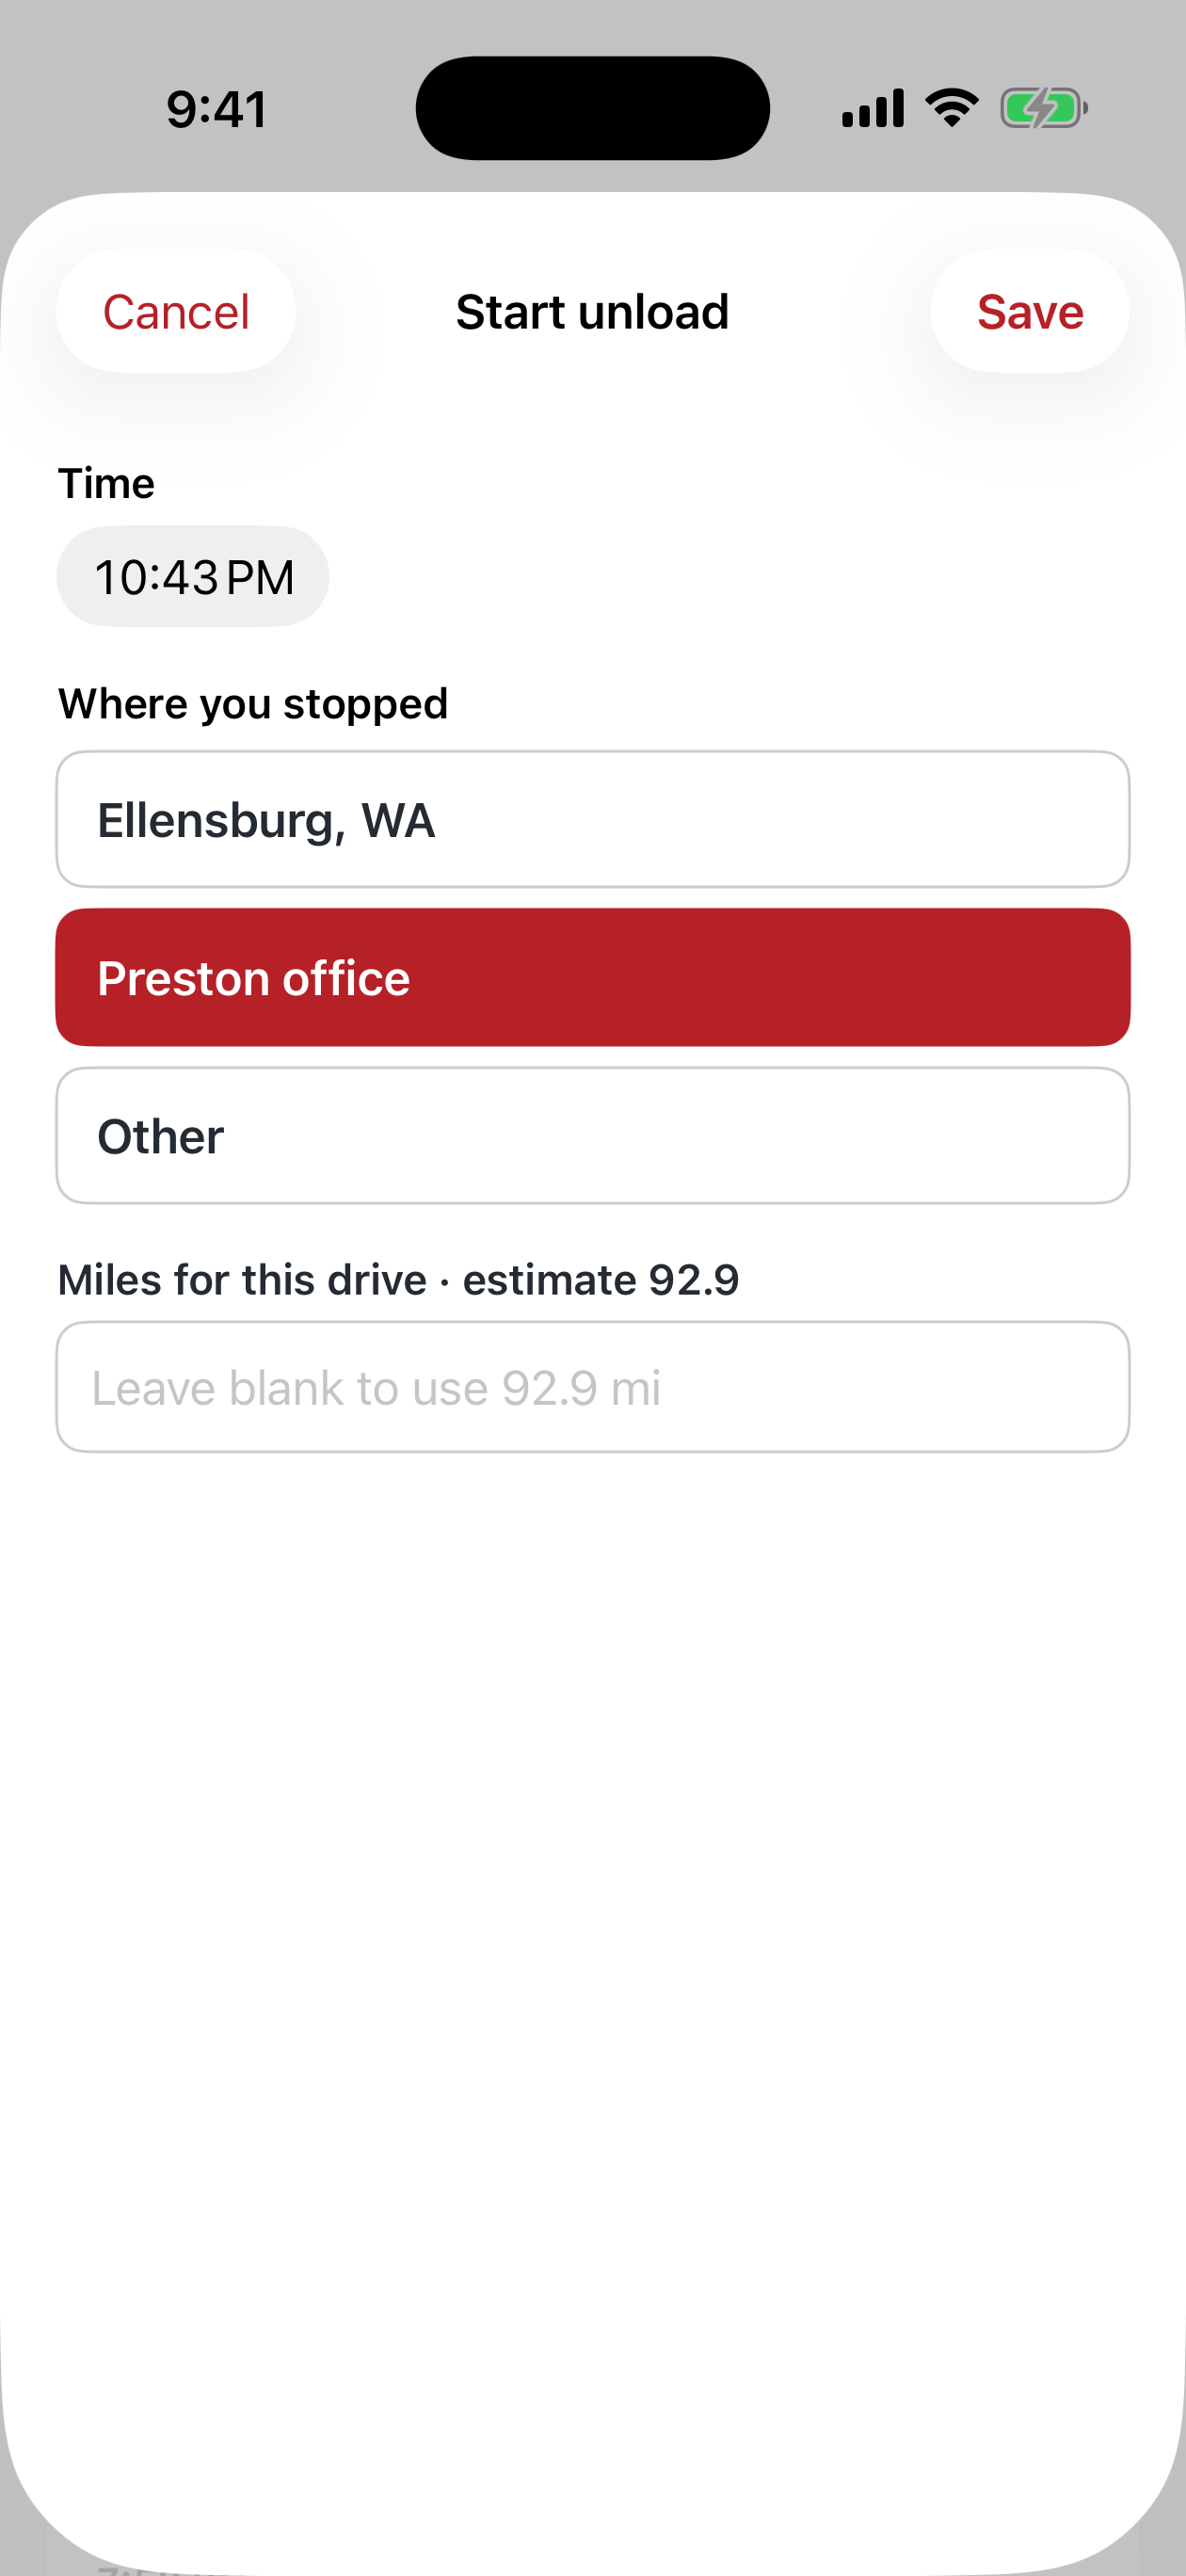 9:41
Cancel
Start unload
Save
Time
10:43 PM
Where you stopped
Ellensburg, WA
Preston office
Other
Miles for this drive · estimate 92.9
Leave blank to use 92.9 mi